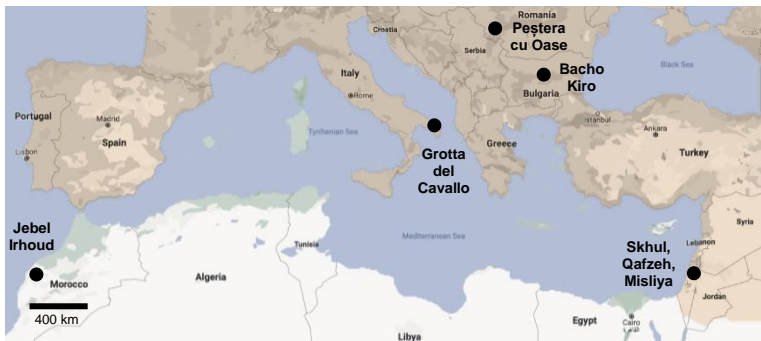 Romania
Croatia
Peștera
cu Oase
Serbia
Black Sea
Bacho
Kiro
Italy
Rome
Bulgaria
Portugal
Madrid
Istanbul
Ankara
Spain
Tyrrhenian Sea
Lisbon
Grotta
del
Cavallo
Greece
Turkey
Jebel
Irhoud
Syria
Mediterranean Sea
Tunisia
Skhul,
Qafzeh,
Misliya
Lebanon
Algeria
Morocco
Jordan
400 km
Egypt
Cairo
Libya